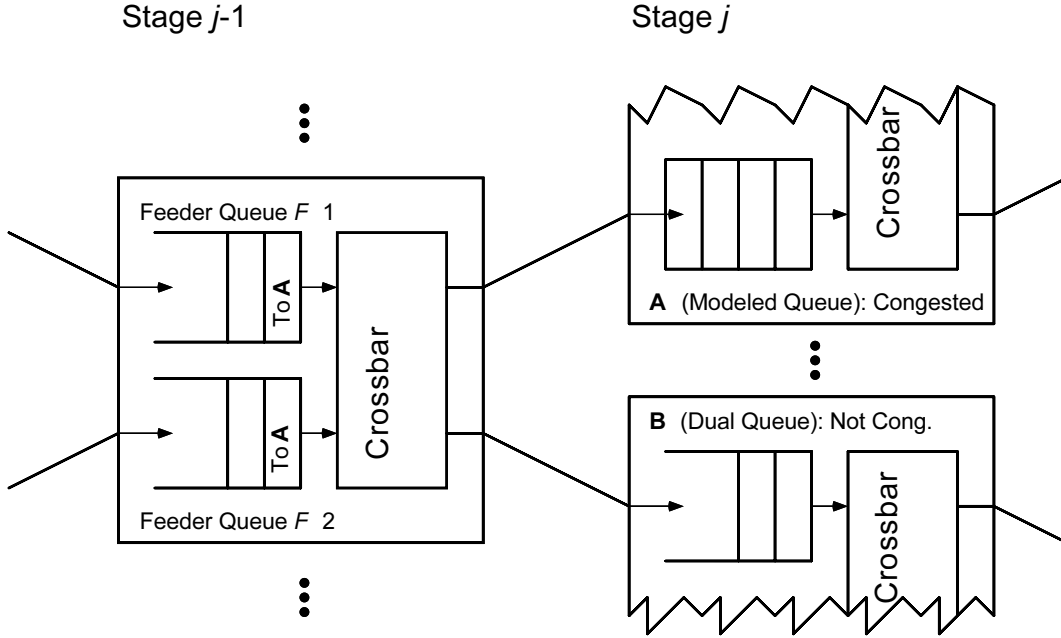 Stage j-1
Stage j
Feeder Queue F 1
To A
Crossbar
To A
Feeder Queue F 2
Crossbar
A (Modeled Queue): Congested
B (Dual Queue): Not Cong.
Crossbar